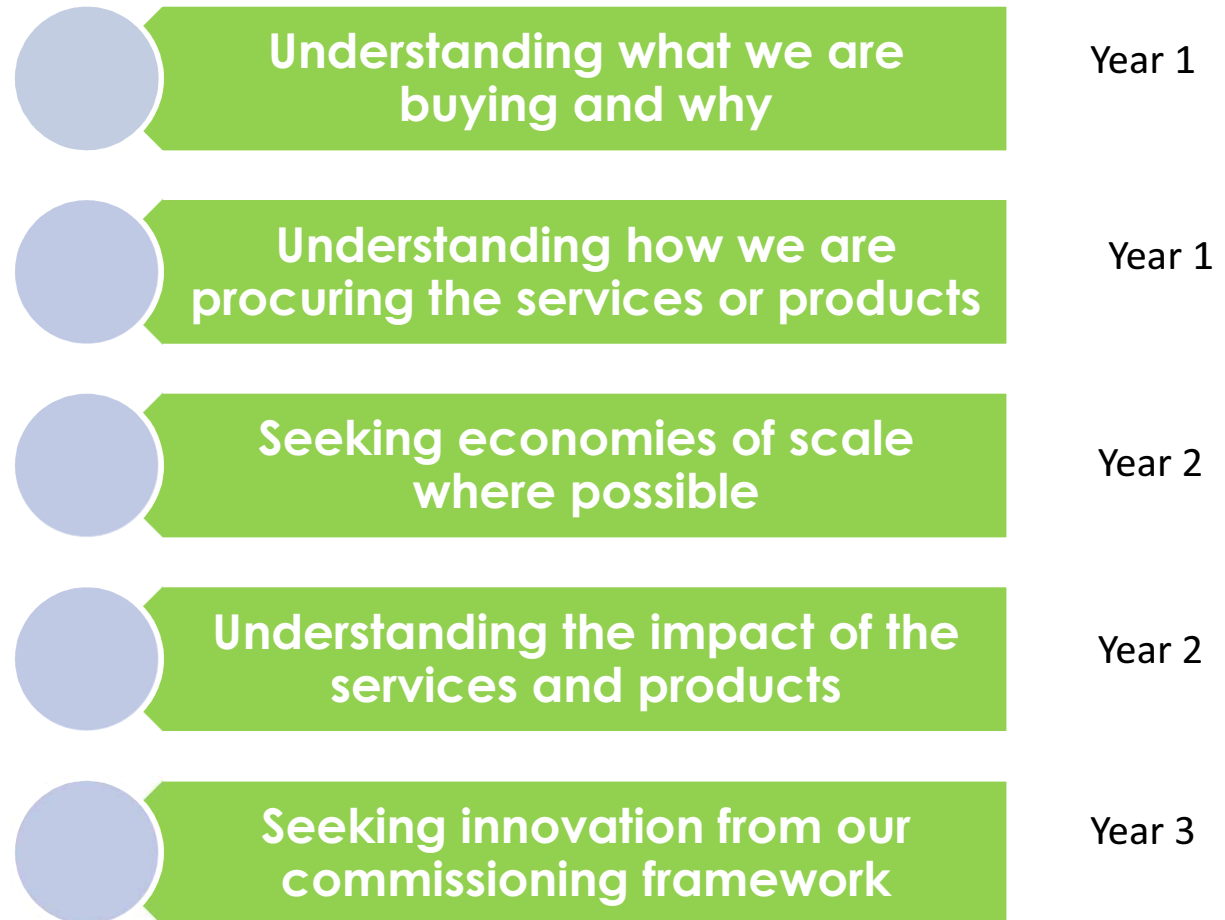 Understanding what we are
buying and why
Year 1
Understanding how we are
procuring the services or products
Year 1
Seeking economies of scale
where possible
Year 2
Understanding the impact of the
services and products
Year 2
Seeking innovation from our
commissioning framework
Year 3